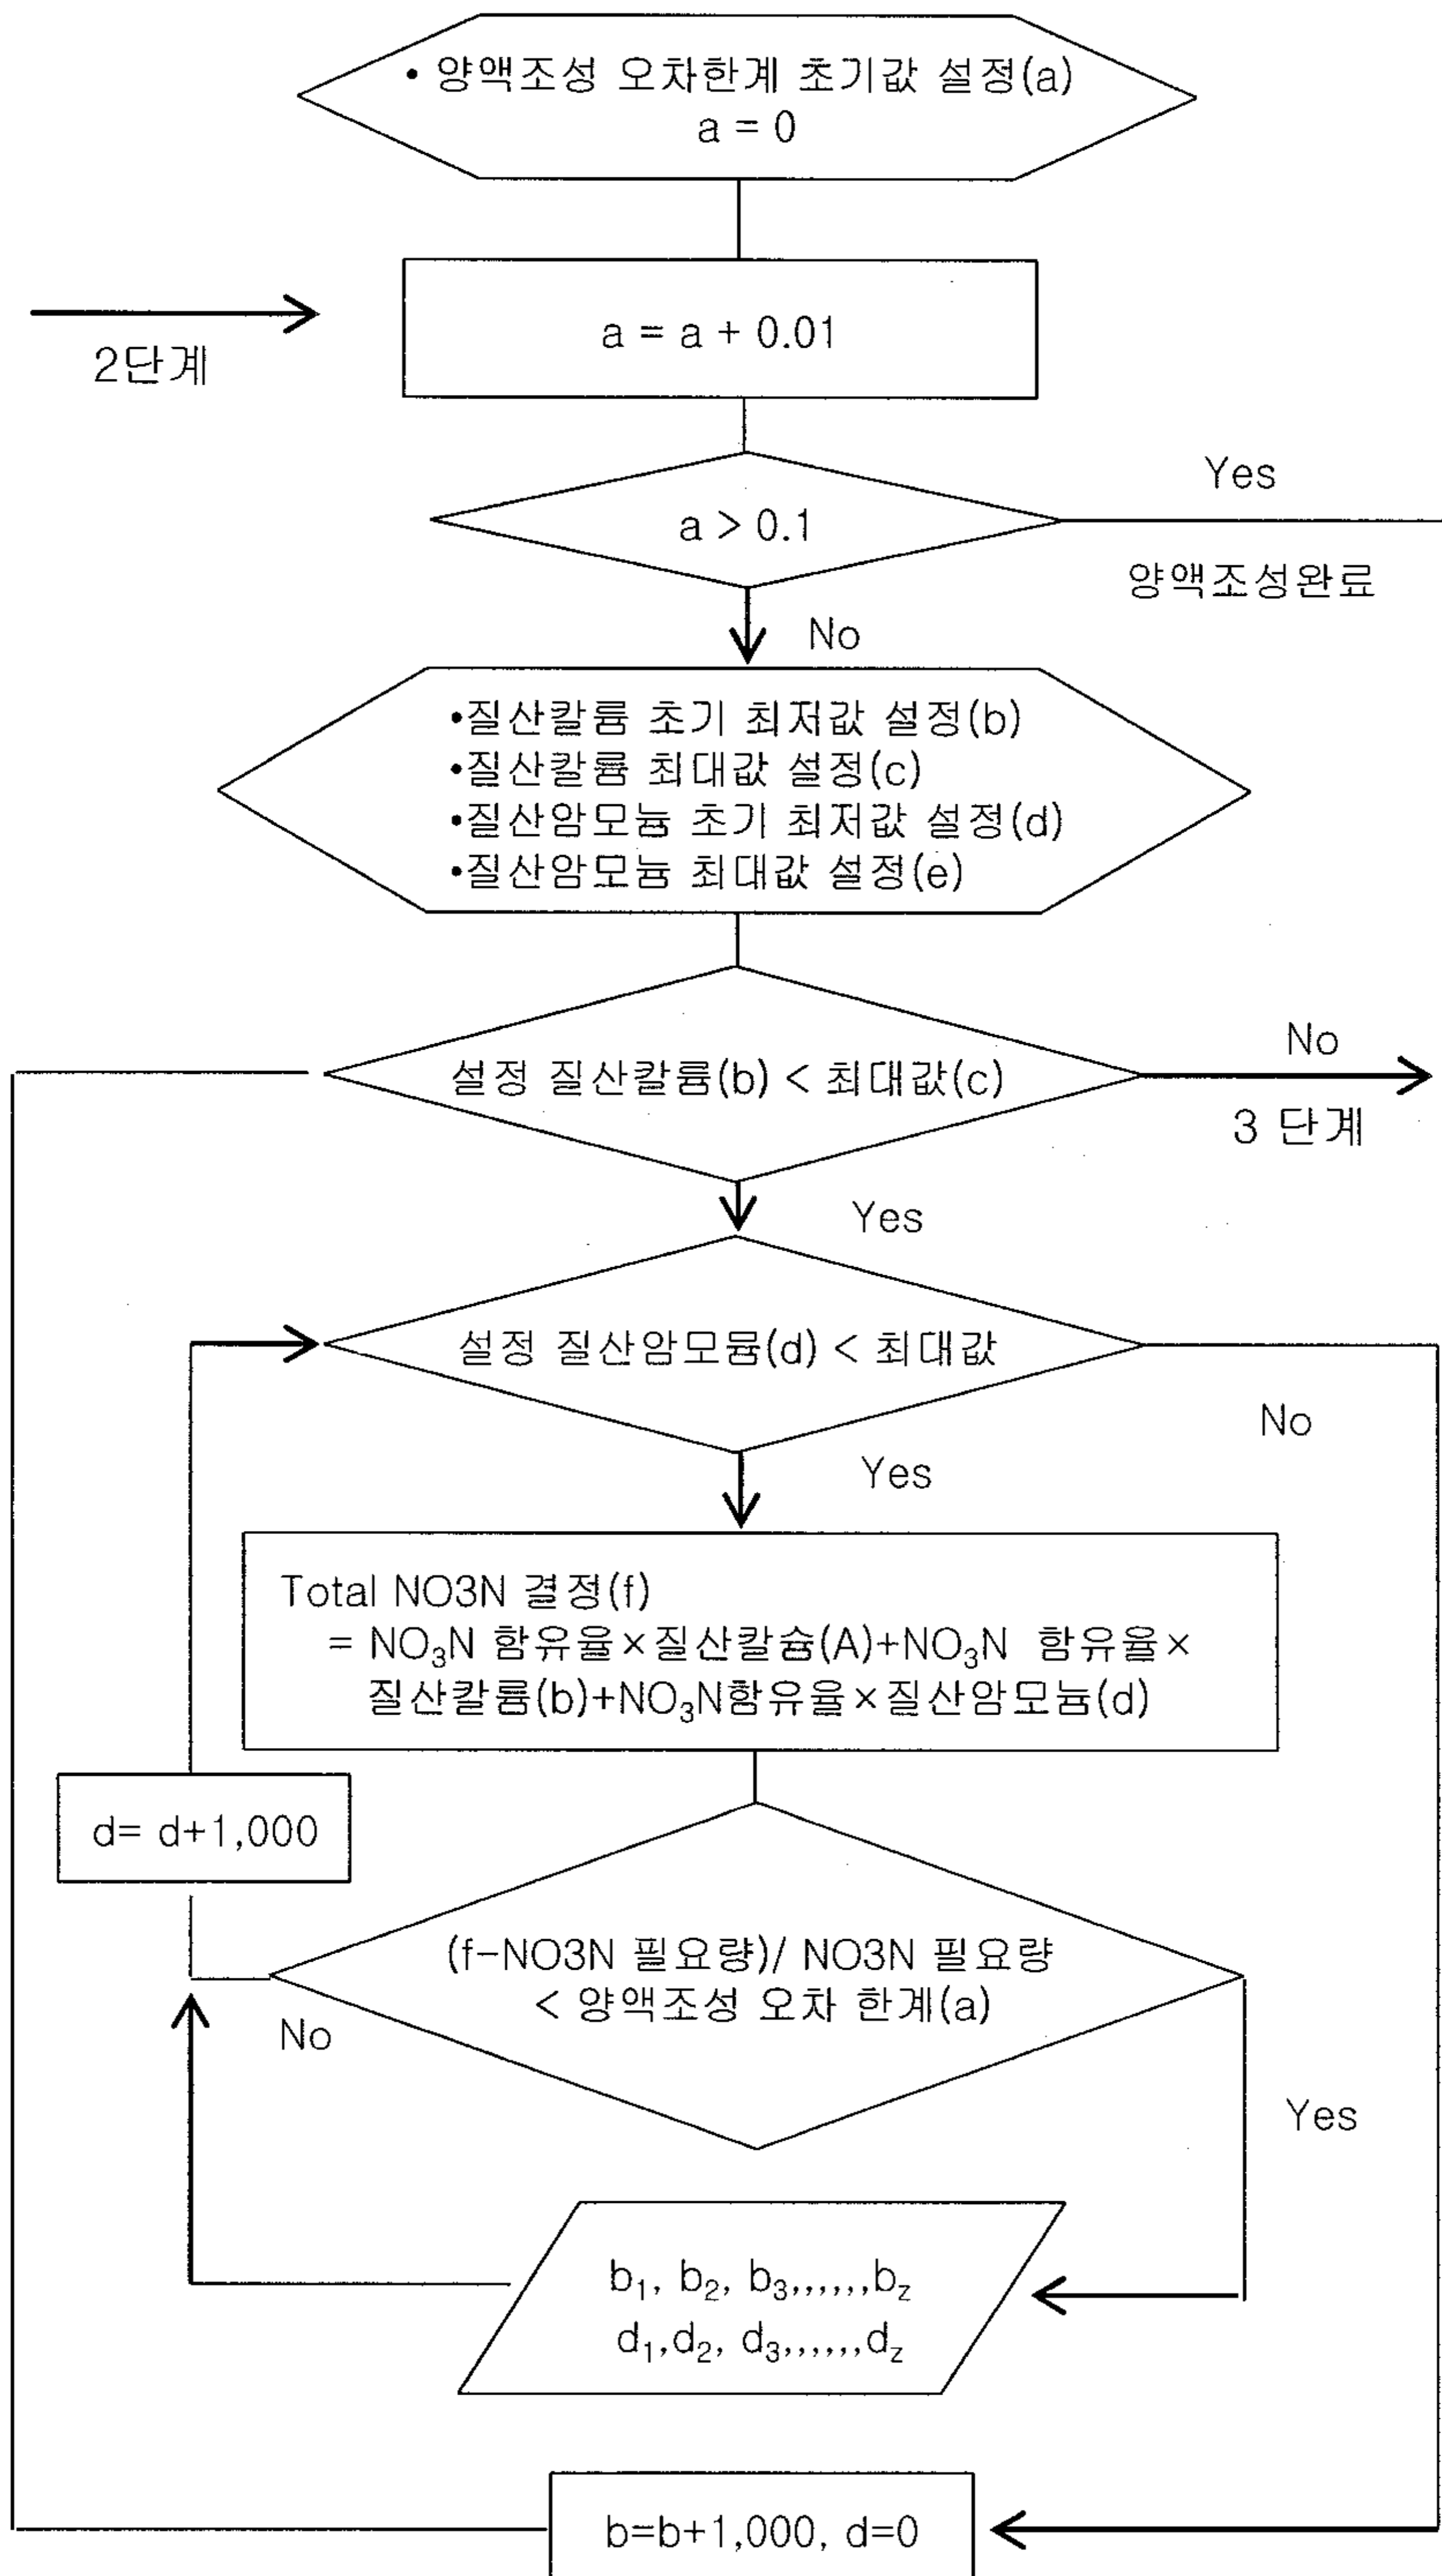 • 양액조성 오차한계 초기값 설정(a)
a = 0
a = a + 0.01
2단계
Yes
a > 0.1
양액조성완료
No
•질산칼륨 초기 최저값 설정(b)
•질산칼륨 최대값 설정(c)
•질산암모늄 초기 최저값 설정(d)
•질산암모늄 최대값 설정(e)
No
설정 질산칼륨(b) < 최대값(c)
3 단계
Yes
설정 질산암모뮴(d) < 최대값
No
Yes
Total NO3N 결정(f)
= NO₃N 함유율×질산칼슘(A)+NO₃N 함유율×
질산칼륨(b)+NO₃N함유율×질산암모늄(d)
d= d+1,000
(f-NO3N 필요량)/ NO3N 필요량
< 양액조성 오차 한계(a)
No
Yes
b₁, b₂, b₃,,,,,,b_z
d₁,d₂, d₃,,,,,,d_z
b=b+1,000, d=0